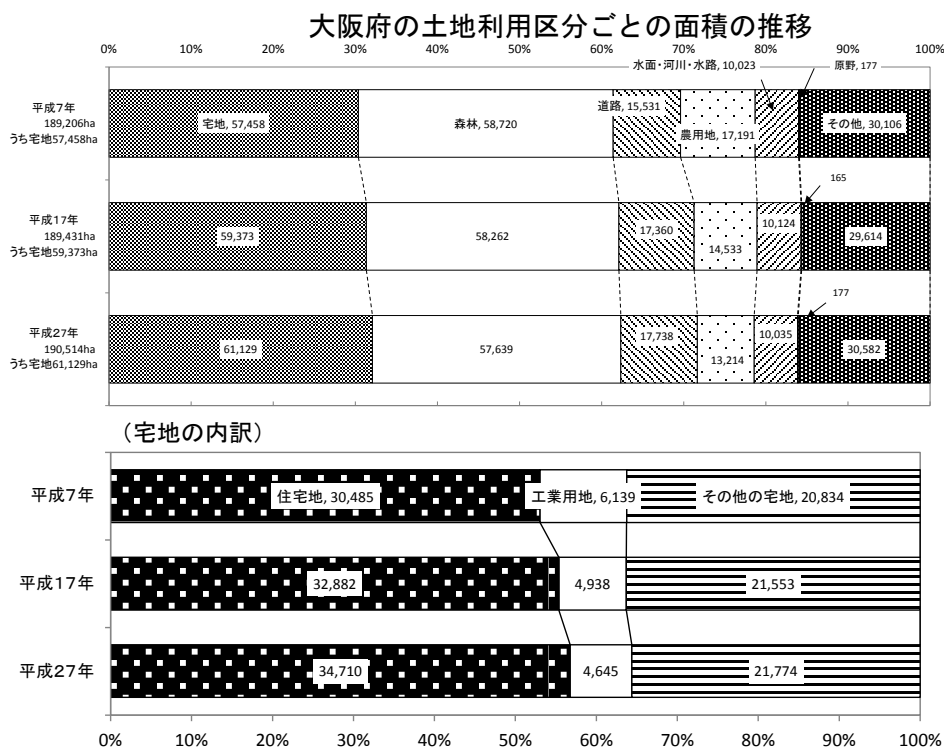 大阪府の土地利用区分ごとの面積の推移
0% 10% 20% 30% 40% 50% 60% 70% 80% 90% 100%
水面・河川・水路, 10,023
原野, 177
平成7年
189,206ha
うち宅地57,458ha
宅地, 57,458
森林, 58,720
道路, 15,531
農用地, 17,191
その他, 30,106
165
平成17年
189,431ha
うち宅地59,373ha
59,373
58,262
17,360
14,533
10,124
29,614
177
平成27年
190,514ha
うち宅地61,129ha
61,129
57,639
17,738
13,214
10,035
30,582
（宅地の内訳）
平成7年
住宅地, 30,485
工業用地, 6,139
その他の宅地, 20,834
平成17年
32,882
4,938
21,553
平成27年
34,710
4,645
21,774
0% 10% 20% 30% 40% 50% 60% 70% 80% 90% 100%